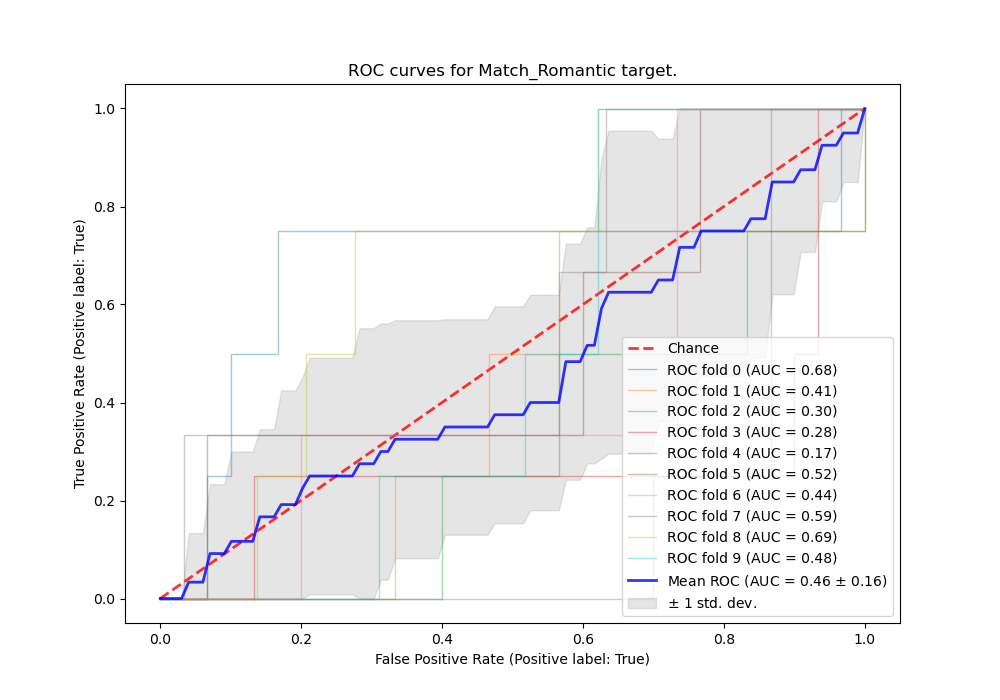 ROC curves for Match_Romantic target.
True Positive Rate (Positive label: True)
1.0
0.8
0.6
0.4
0.2
0.0
Chance
ROC fold 0 (AUC = 0.68)
ROC fold 1 (AUC = 0.41)
ROC fold 2 (AUC = 0.30)
ROC fold 3 (AUC = 0.28)
ROC fold 4 (AUC = 0.17)
ROC fold 5 (AUC = 0.52)
ROC fold 6 (AUC = 0.44)
ROC fold 7 (AUC = 0.59)
ROC fold 8 (AUC = 0.69)
ROC fold 9 (AUC = 0.48)
Mean ROC (AUC = 0.46 ± 0.16)
± 1 std. dev.
0.0 0.2 0.4 0.6 0.8 1.0
False Positive Rate (Positive label: True)